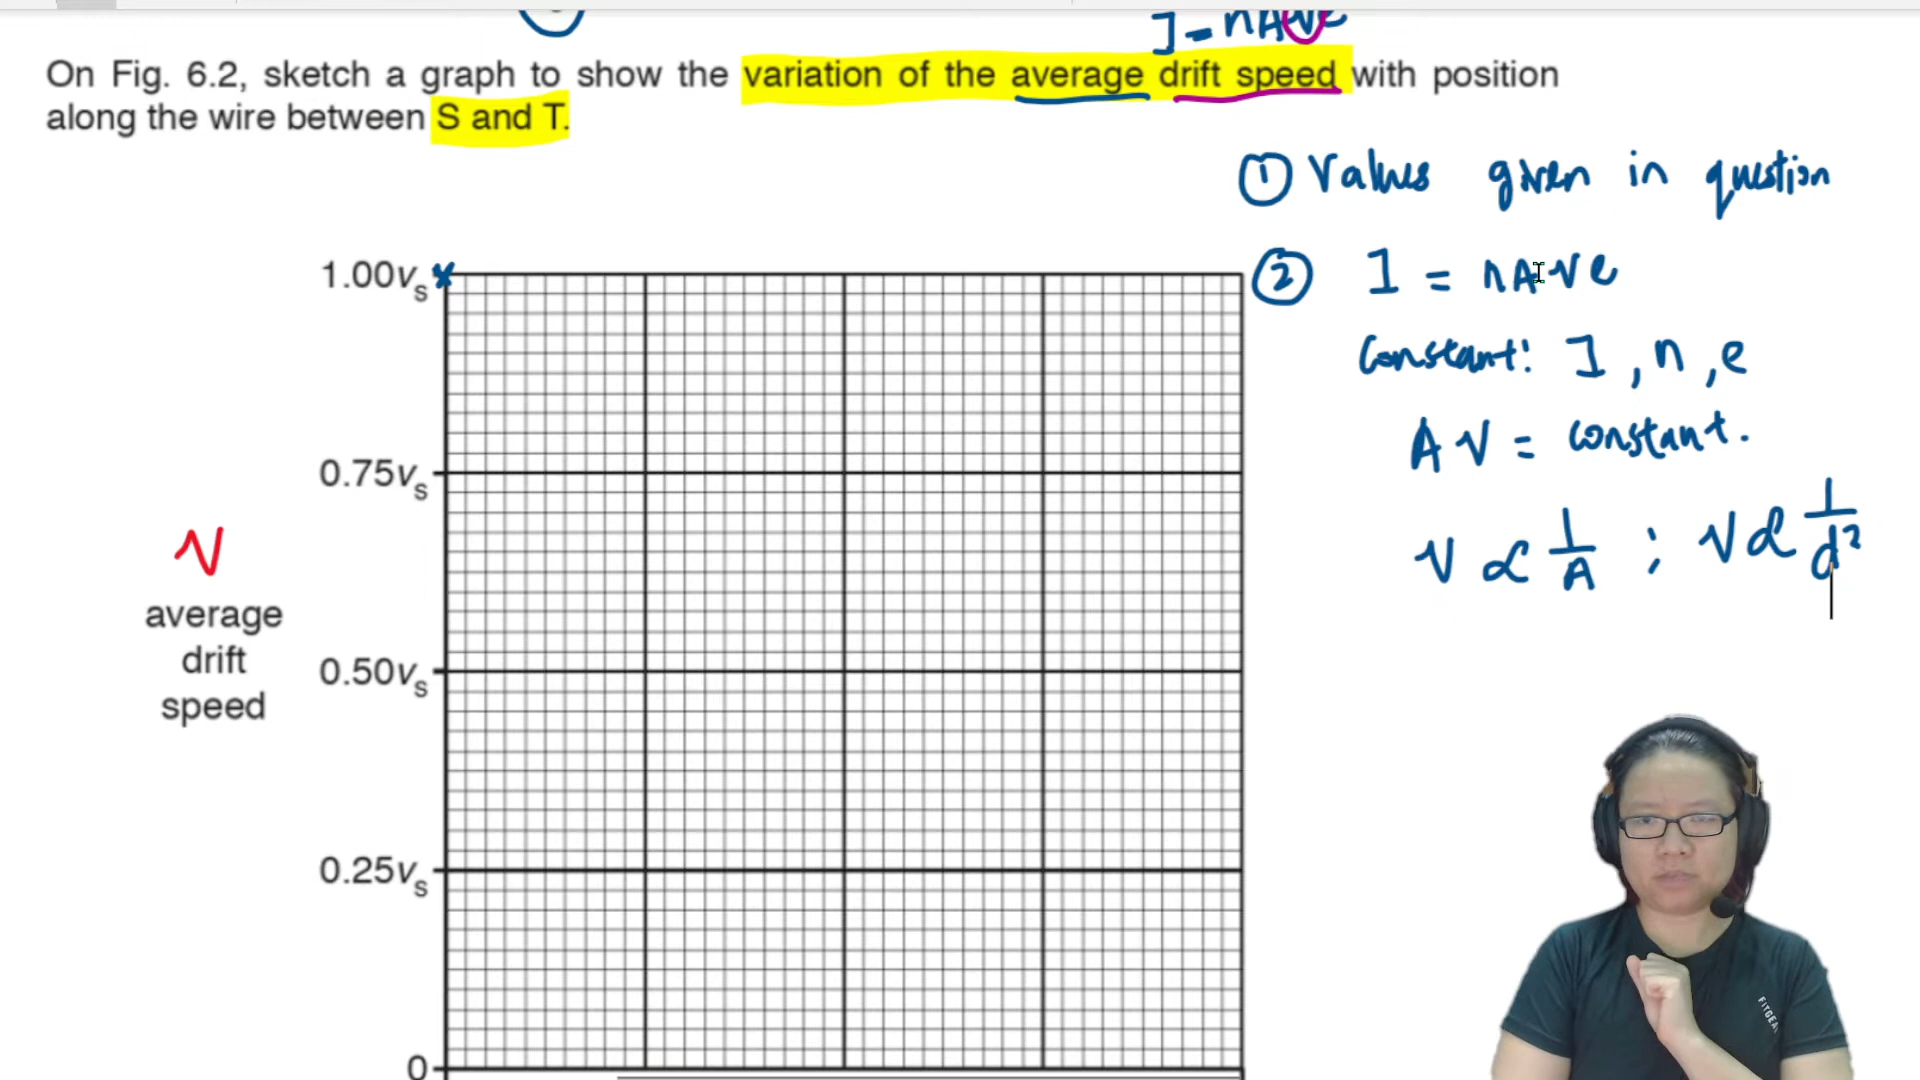 I = nAve
On Fig. 6.2, sketch a graph to show the variation of the average drift speed with position
along the wire between S and T.
① Values given in question
1.00vₛ
② I = nAve
Constant: I, n, e
0.75vₛ
Av = constant.
v ∝ 1/A ; v ∝ 1/d²
v
average
drift
speed
0.50vₛ
0.25vₛ
0
FITGEAR